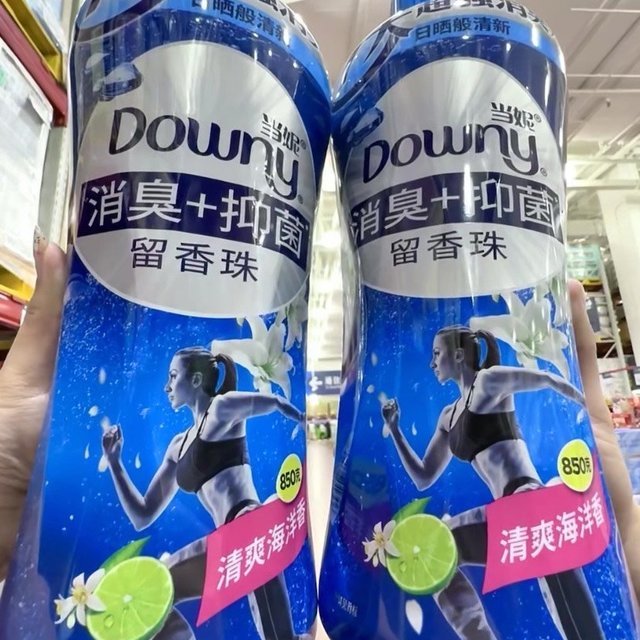 日晒般清新
当妮®
Downy®
消臭+抑菌
留香珠
850克
清爽海洋香
日晒般清新
当妮®
Downy®
消臭+抑菌
留香珠
850克
清爽海洋香